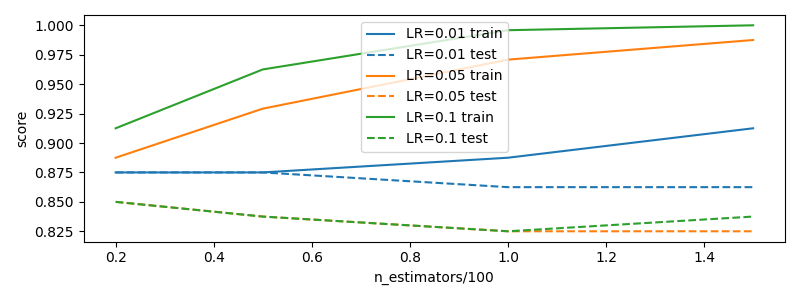 1.000
0.975
0.950
0.925
0.900
0.875
0.850
0.825
score
LR=0.01 train
LR=0.01 test
LR=0.05 train
LR=0.05 test
LR=0.1 train
LR=0.1 test
0.2 0.4 0.6 0.8 1.0 1.2 1.4
n_estimators/100